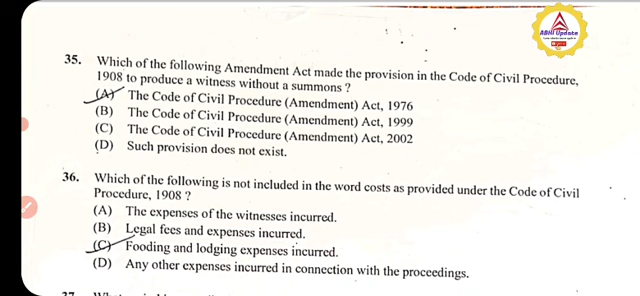 ABHI Update
35. Which of the following Amendment Act made the provision in the Code of Civil Procedure,
1908 to produce a witness without a summons ?
(A) The Code of Civil Procedure (Amendment) Act, 1976
(B) The Code of Civil Procedure (Amendment) Act, 1999
(C) The Code of Civil Procedure (Amendment) Act, 2002
(D) Such provision does not exist.
36. Which of the following is not included in the word costs as provided under the Code of Civil
Procedure, 1908 ?
(A) The expenses of the witnesses incurred.
(B) Legal fees and expenses incurred.
(C) Fooding and lodging expenses incurred.
(D) Any other expenses incurred in connection with the proceedings.